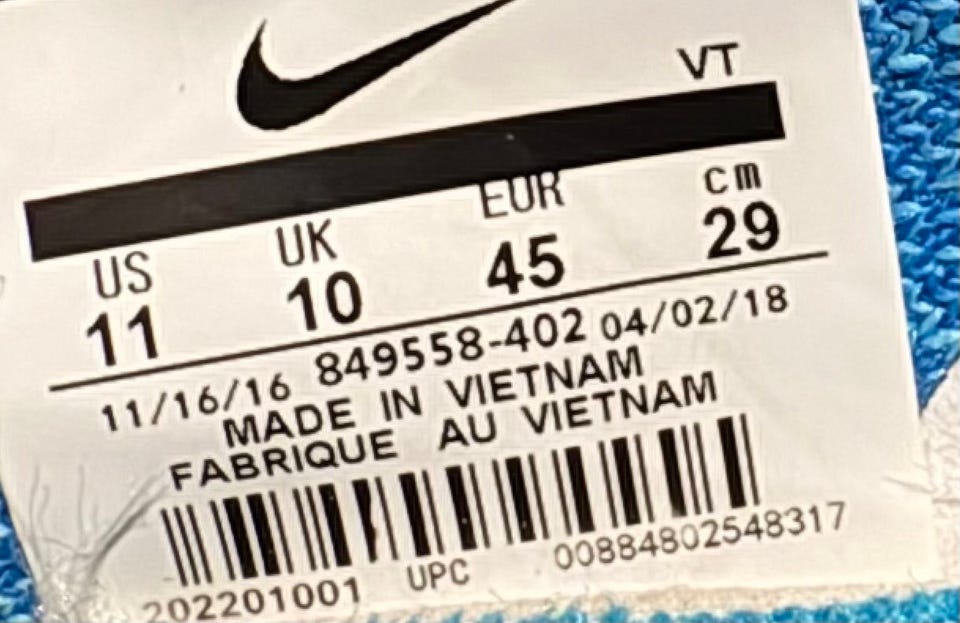 VT
US UK EUR cm
11 10 45 29
11/16/16 849558-402 04/02/18
MADE IN VIETNAM
FABRIQUE AU VIETNAM
202201001 UPC 00884802548317